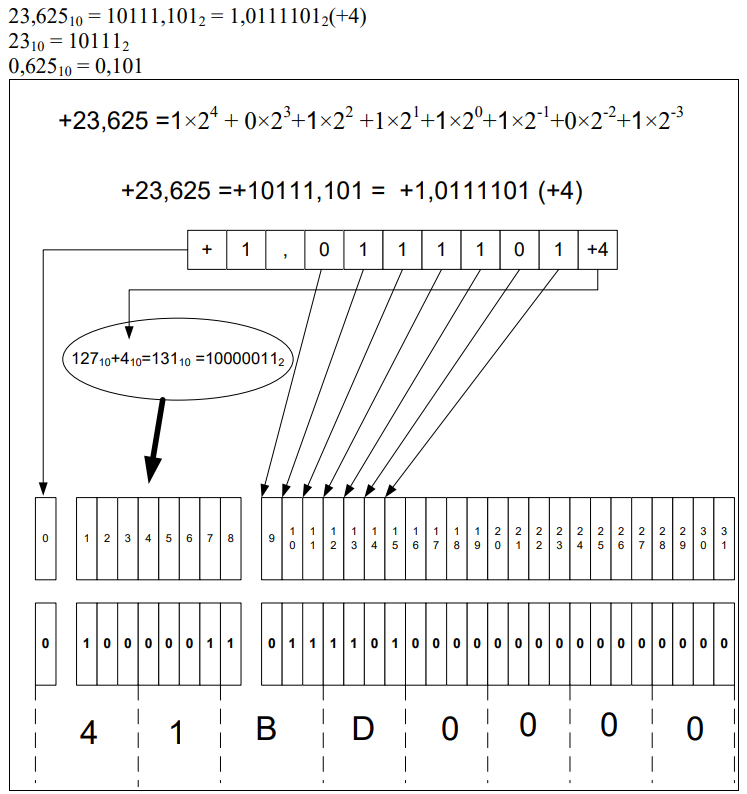 23,625₁₀ = 10111,101₂ = 1,0111101₂(+4)
23₁₀ = 10111₂
0,625₁₀ = 0,101
+23,625 =1×2⁴ + 0×2³+1×2² +1×2¹+1×2⁰+1×2⁻¹+0×2⁻²+1×2⁻³
+23,625 =+10111,101 = +1,0111101 (+4)
+ 1 , 0 1 1 1 1 0 1 +4
127₁₀+4₁₀=131₁₀ =10000011₂
0 1 2 3 4 5 6 7 8 9 10 11 12 13 14 15 16 17 18 19 20 21 22 23 24 25 26 27 28 29 30 31
0 1 0 0 0 0 0 1 1 0 1 1 1 1 0 1 0 0 0 0 0 0 0 0 0 0 0 0 0 0 0 0
4 1 B D 0 0 0 0